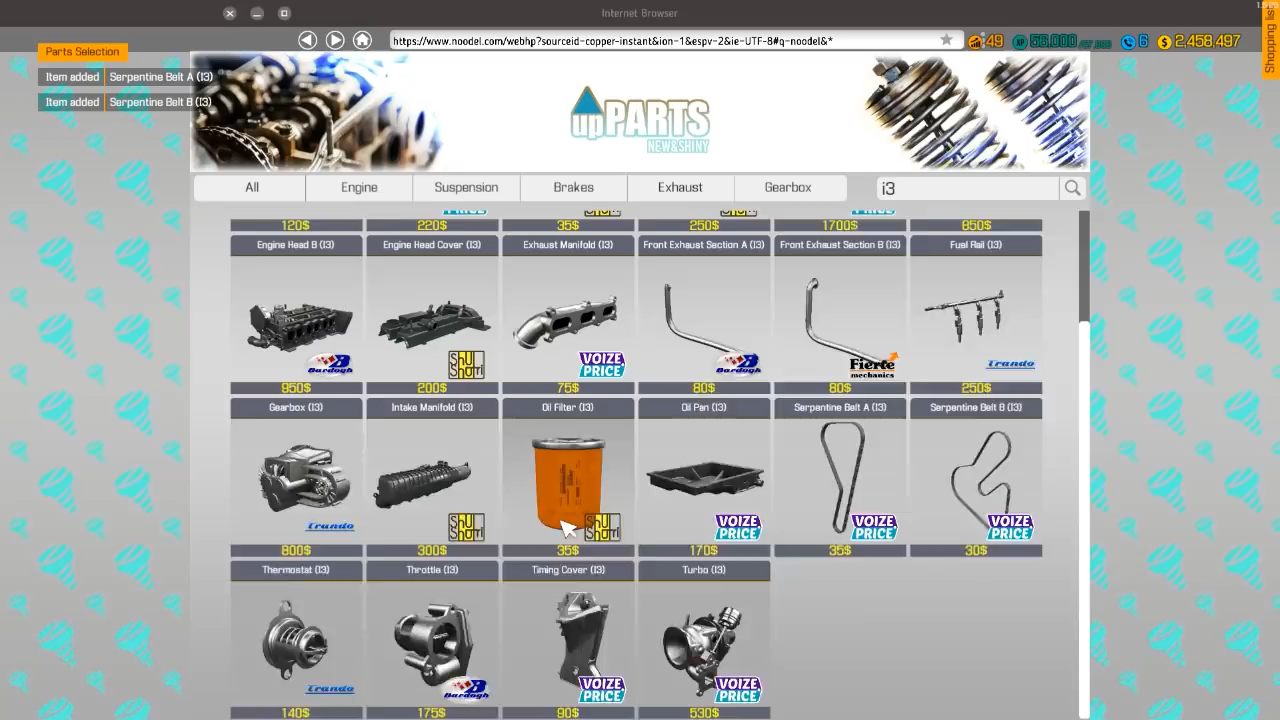 Internet Browser
Shopping list
https://www.noodel.com/webhp?sourceid-copper-instant&ion-1&espv-2&ie-UTF-8#q-noodel&*
49
6
$ 2,458,497
Parts Selection
Item added Serpentine Belt A (I3)
Item added Serpentine Belt B (I3)
upPARTS
NEW&SHINY
All Engine Suspension Brakes Exhaust Gearbox i3
120$ 220$ 35$ 250$ 1700$ 850$
Engine Head B (I3) Engine Head Cover (I3) Exhaust Manifold (I3) Front Exhaust Section A (I3) Front Exhaust Section B (I3) Fuel Rail (I3)
Bardogh Shu Shumi VOIZE PRICE Bardogh Fierte mechanics Trando
950$ 200$ 75$ 80$ 80$ 250$
Gearbox (I3) Intake Manifold (I3) Oil Filter (I3) Oil Pan (I3) Serpentine Belt A (I3) Serpentine Belt B (I3)
Trando VOIZE PRICE VOIZE PRICE VOIZE PRICE
800$ 300$ 35$ 170$ 35$ 30$
Thermostat (I3) Throttle (I3) Timing Cover (I3) Turbo (I3)
Trando Bardogh VOIZE PRICE VOIZE PRICE
140$ 175$ 90$ 530$